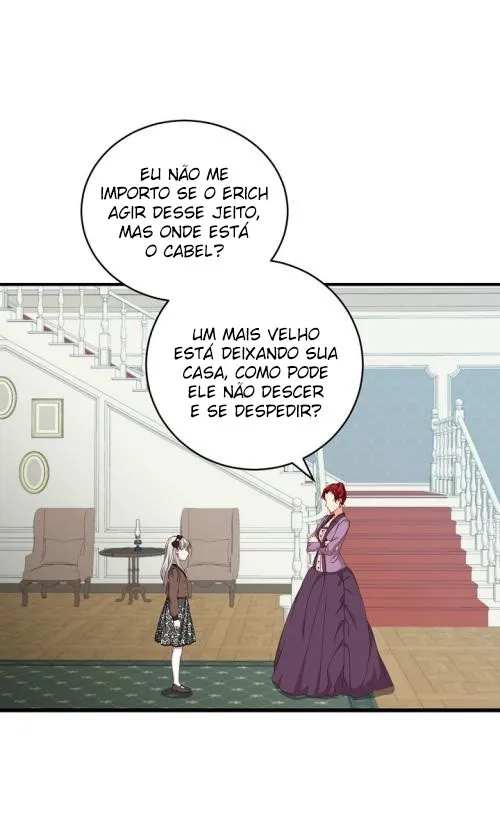 EU NÃO ME
IMPORTO SE O ERICH
AGIR DESSE JEITO,
MAS ONDE ESTÁ
O CABEL?
UM MAIS VELHO
ESTÁ DEIXANDO SUA
CASA, COMO PODE
ELE NÃO DESCER
E SE DESPEDIR?